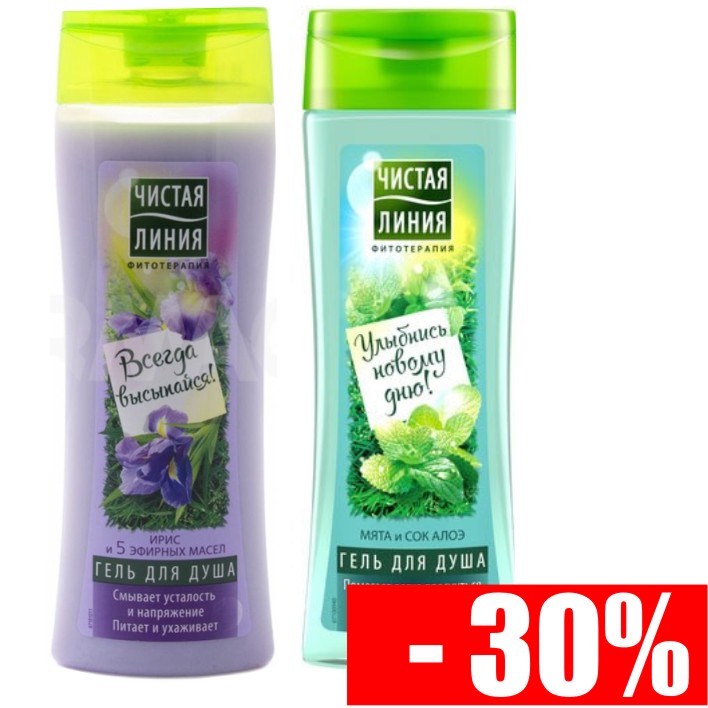 ЧИСТАЯ
ЛИНИЯ
ФИТОТЕРАПИЯ
Всегда
высыпайся!
ИРИС
и 5 ЭФИРНЫХ МАСЕЛ
ГЕЛЬ ДЛЯ ДУША
Смывает усталость
и напряжение
Питает и ухаживает
ЧИСТАЯ
ЛИНИЯ
ФИТОТЕРАПИЯ
Улыбнись
новому
дню!
МЯТА и СОК АЛОЭ
ГЕЛЬ ДЛЯ ДУША
- 30%